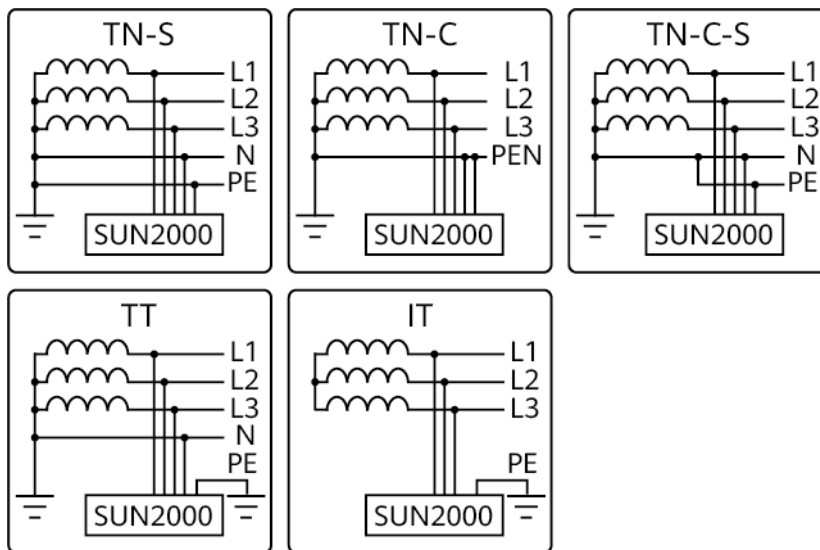 TN-S
L1
L2
L3
N
PE
SUN2000
TN-C
L1
L2
L3
PEN
SUN2000
TN-C-S
L1
L2
L3
N
PE
SUN2000
TT
L1
L2
L3
N
PE
SUN2000
IT
L1
L2
L3
PE
SUN2000